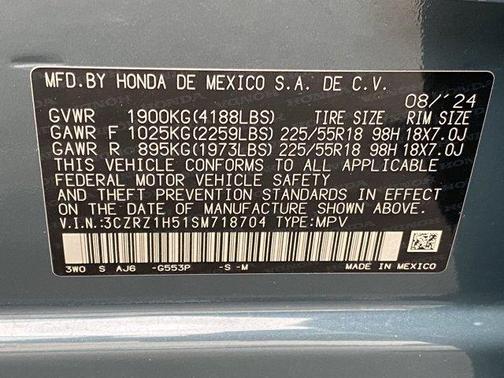 MFD.BY HONDA DE MEXICO S.A. DE C.V.
08/'24
GVWR 1900KG(4188LBS) TIRE SIZE RIM SIZE
GAWR F 1025KG(2259LBS) 225/55R18 98H 18X7.0J
GAWR R 895KG(1973LBS) 225/55R18 98H 18X7.0J
THIS VEHICLE CONFORMS TO ALL APPLICABLE
FEDERAL MOTOR VEHICLE SAFETY
AND THEFT PREVENTION STANDARDS IN EFFECT
ON THE DATE OF MANUFACTURE SHOWN ABOVE.
V.I.N.:3CZRZ1H51SM718704 TYPE:MPV
3W0 S AJ6 -G553P -S -M
MADE IN MEXICO